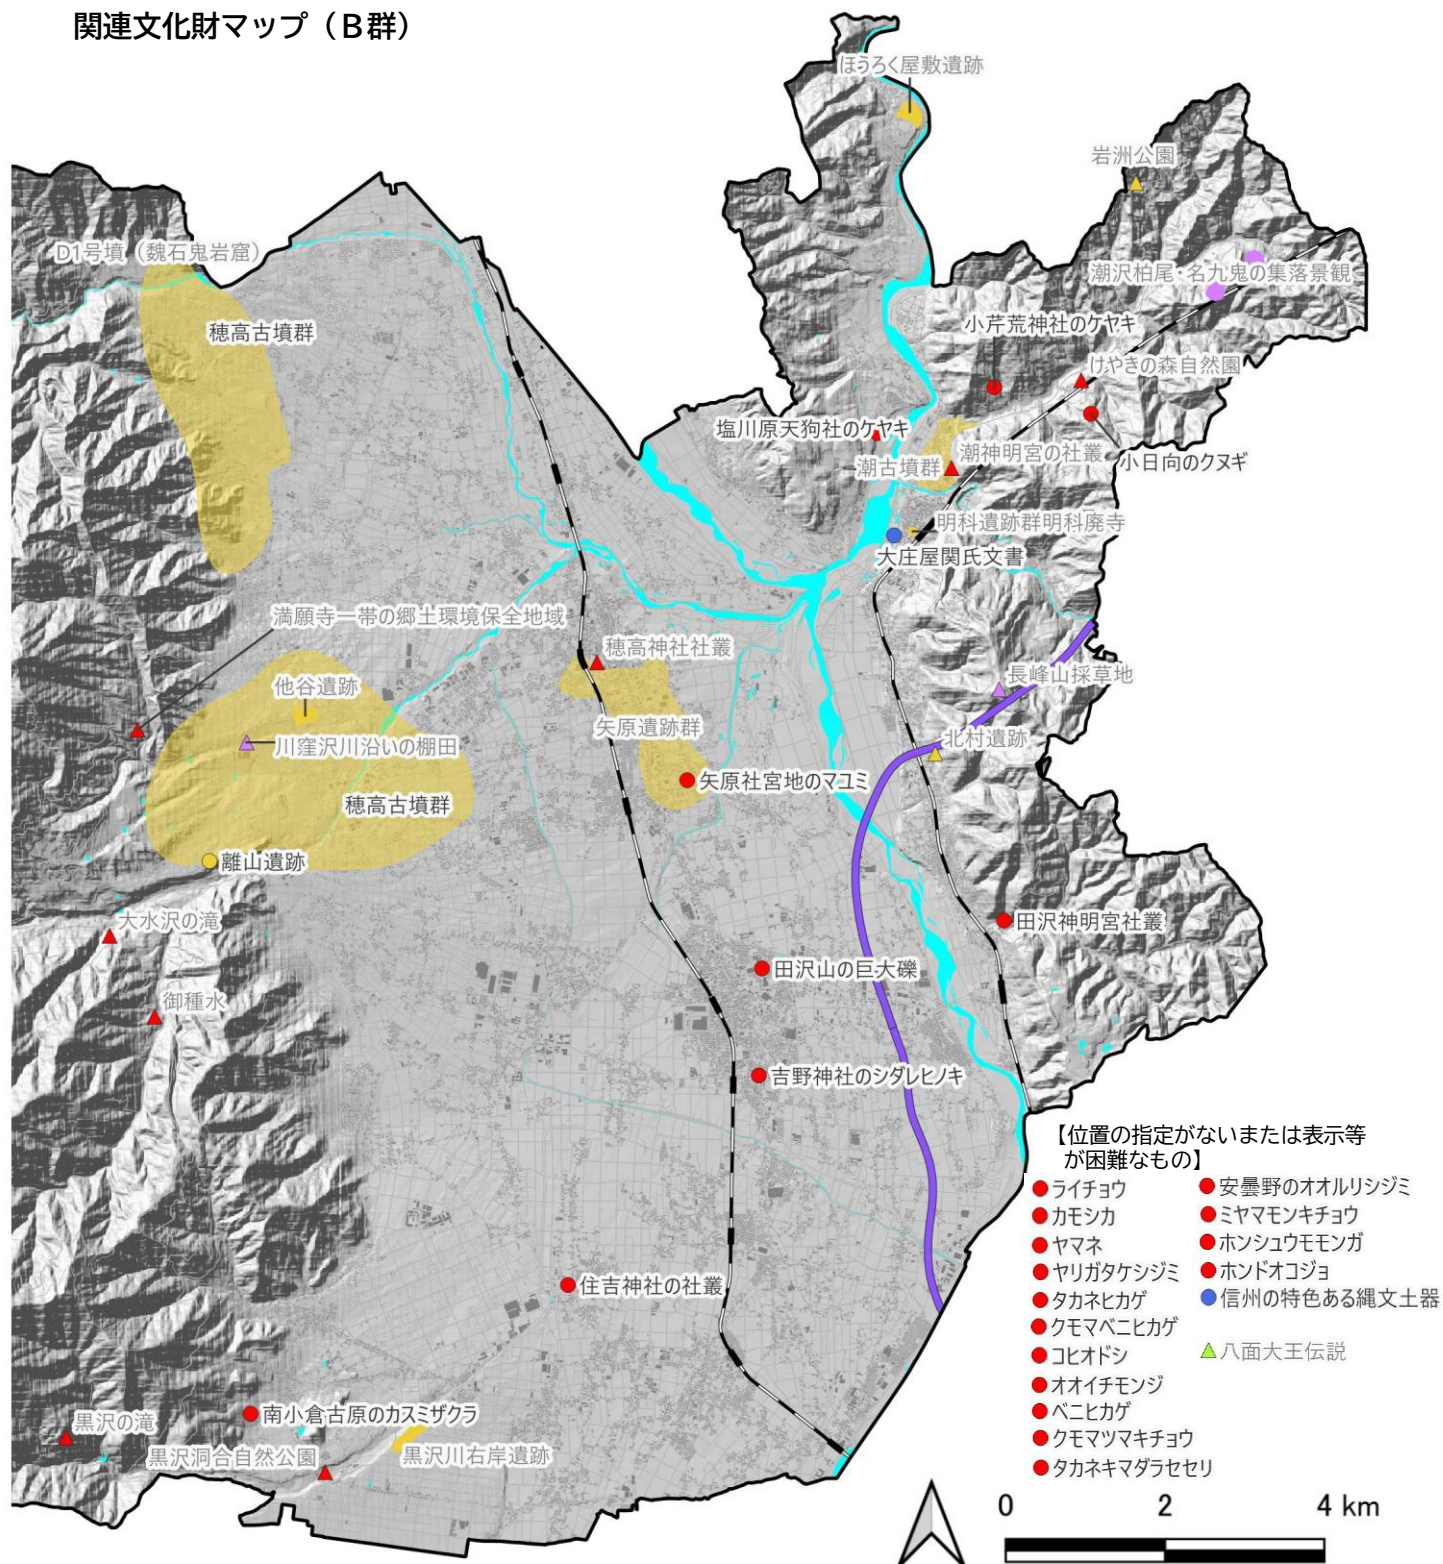 関連文化財マップ（Ｂ群）
ほうろく屋敷遺跡
岩洲公園
D1号墳（魏石鬼岩窟）
潮沢柏尾・名九鬼の集落景観
穂高古墳群
小芹荒神社のケヤキ
けやきの森自然園
塩川原天狗社のケヤキ
潮神明宮の社叢
小日向のクヌギ
潮古墳群
明科遺跡群明科廃寺
大庄屋関氏文書
満願寺一帯の郷土環境保全地域
穂高神社社叢
長峰山採草地
他谷遺跡
矢原遺跡群
川窪沢川沿いの棚田
北村遺跡
矢原社宮地のマユミ
穂高古墳群
離山遺跡
大水沢の滝
田沢神明宮社叢
田沢山の巨大礫
御種水
吉野神社のシダレヒノキ
住吉神社の社叢
南小倉古原のカスミザクラ
黒沢の滝
黒沢洞合自然公園
黒沢川右岸遺跡
【位置の指定がないまたは表示等
が困難なもの】
ライチョウ
カモシカ
ヤマネ
ヤリガタケシジミ
タカネヒカゲ
クモマベニヒカゲ
コヒオドシ
オオイチモンジ
ベニヒカゲ
クモマツマキチョウ
タカネキマダラセセリ
安曇野のオオルリシジミ
ミヤマモンキチョウ
ホンシュウモモンガ
ホンドオコジョ
信州の特色ある縄文土器
八面大王伝説
0 2 4 km